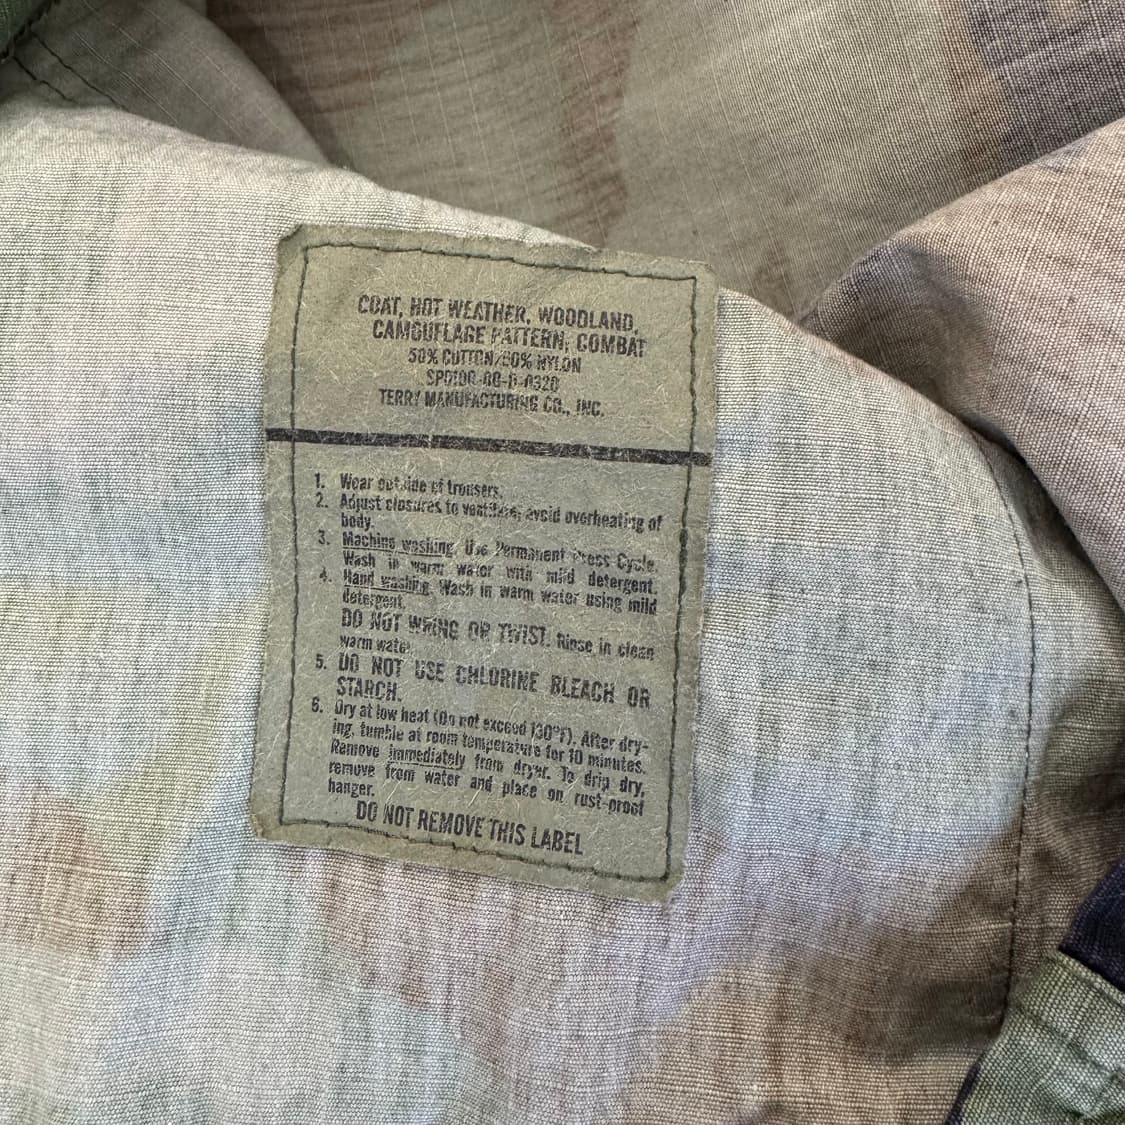 COAT, HOT WEATHER, WOODLAND,
CAMOUFLAGE PATTERN, COMBAT
50% COTTON/50% NYLON
TERRY MANUFACTURING CO., INC.
1. Wear outside of trousers.
2. Adjust closures to ventilate; avoid overheating of
body.
3. Machine washing. Use Permanent Press Cycle.
Wash in warm water with mild detergent.
4. Hand washing. Wash in warm water using mild
detergent.
DO NOT WRING OR TWIST. Rinse in clean
warm water.
5. DO NOT USE CHLORINE BLEACH OR
STARCH.
6. Dry at low heat (Do not exceed 130°F). After dry-
ing, tumble at room temperature for 10 minutes.
Remove immediately from dryer. To drip dry,
remove from water and place on rust-proof
hanger.
DO NOT REMOVE THIS LABEL